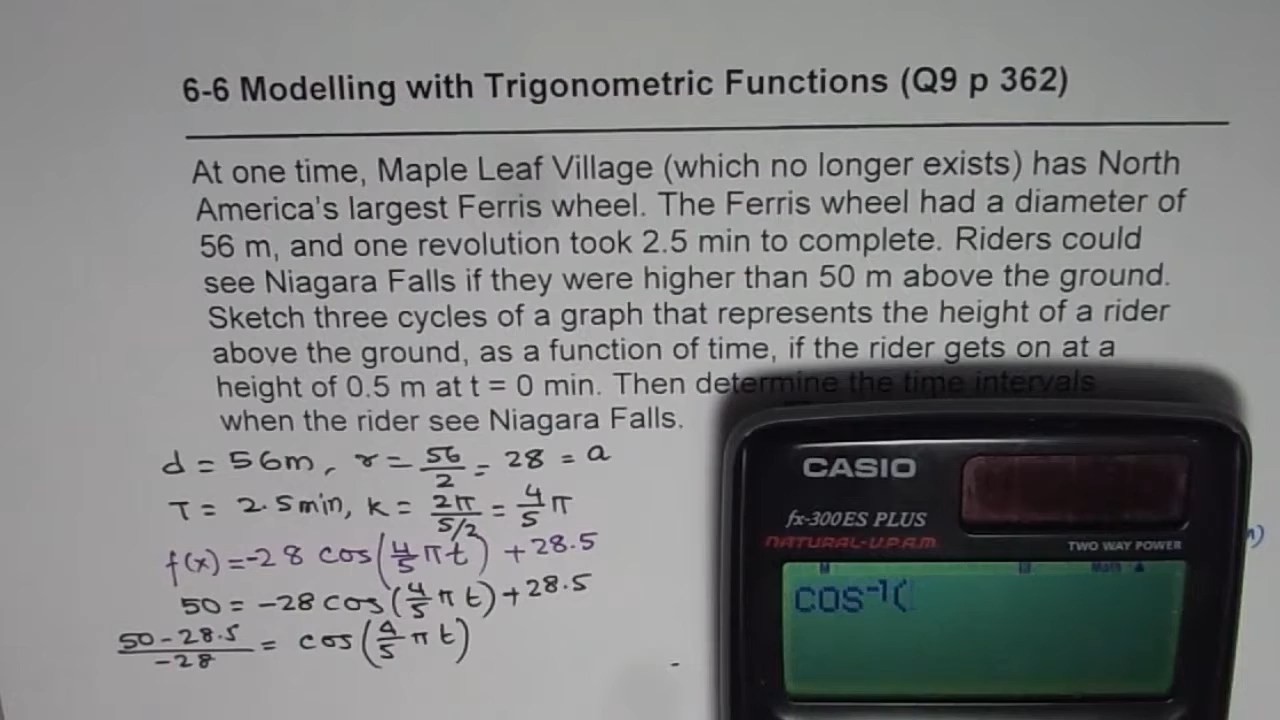 6-6 Modelling with Trigonometric Functions (Q9 p 362)
At one time, Maple Leaf Village (which no longer exists) has North
America's largest Ferris wheel. The Ferris wheel had a diameter of
56 m, and one revolution took 2.5 min to complete. Riders could
see Niagara Falls if they were higher than 50 m above the ground.
Sketch three cycles of a graph that represents the height of a rider
above the ground, as a function of time, if the rider gets on at a
height of 0.5 m at t = 0 min. Then determine the time intervals
when the rider see Niagara Falls.
d = 56m, r = 56/2 = 28 = a
T = 2.5min, k = 2π/5/2 = 4/5 π
f(x) = -28 cos(4/5 πt) + 28.5
50 = -28 cos(4/5 π t) + 28.5
50 - 28.5/-28 = cos(4/5 π t)
CASIO
fx-300ES PLUS
NATURAL-V.P.A.M.
TWO WAY POWER
Math ▲
cos⁻¹(